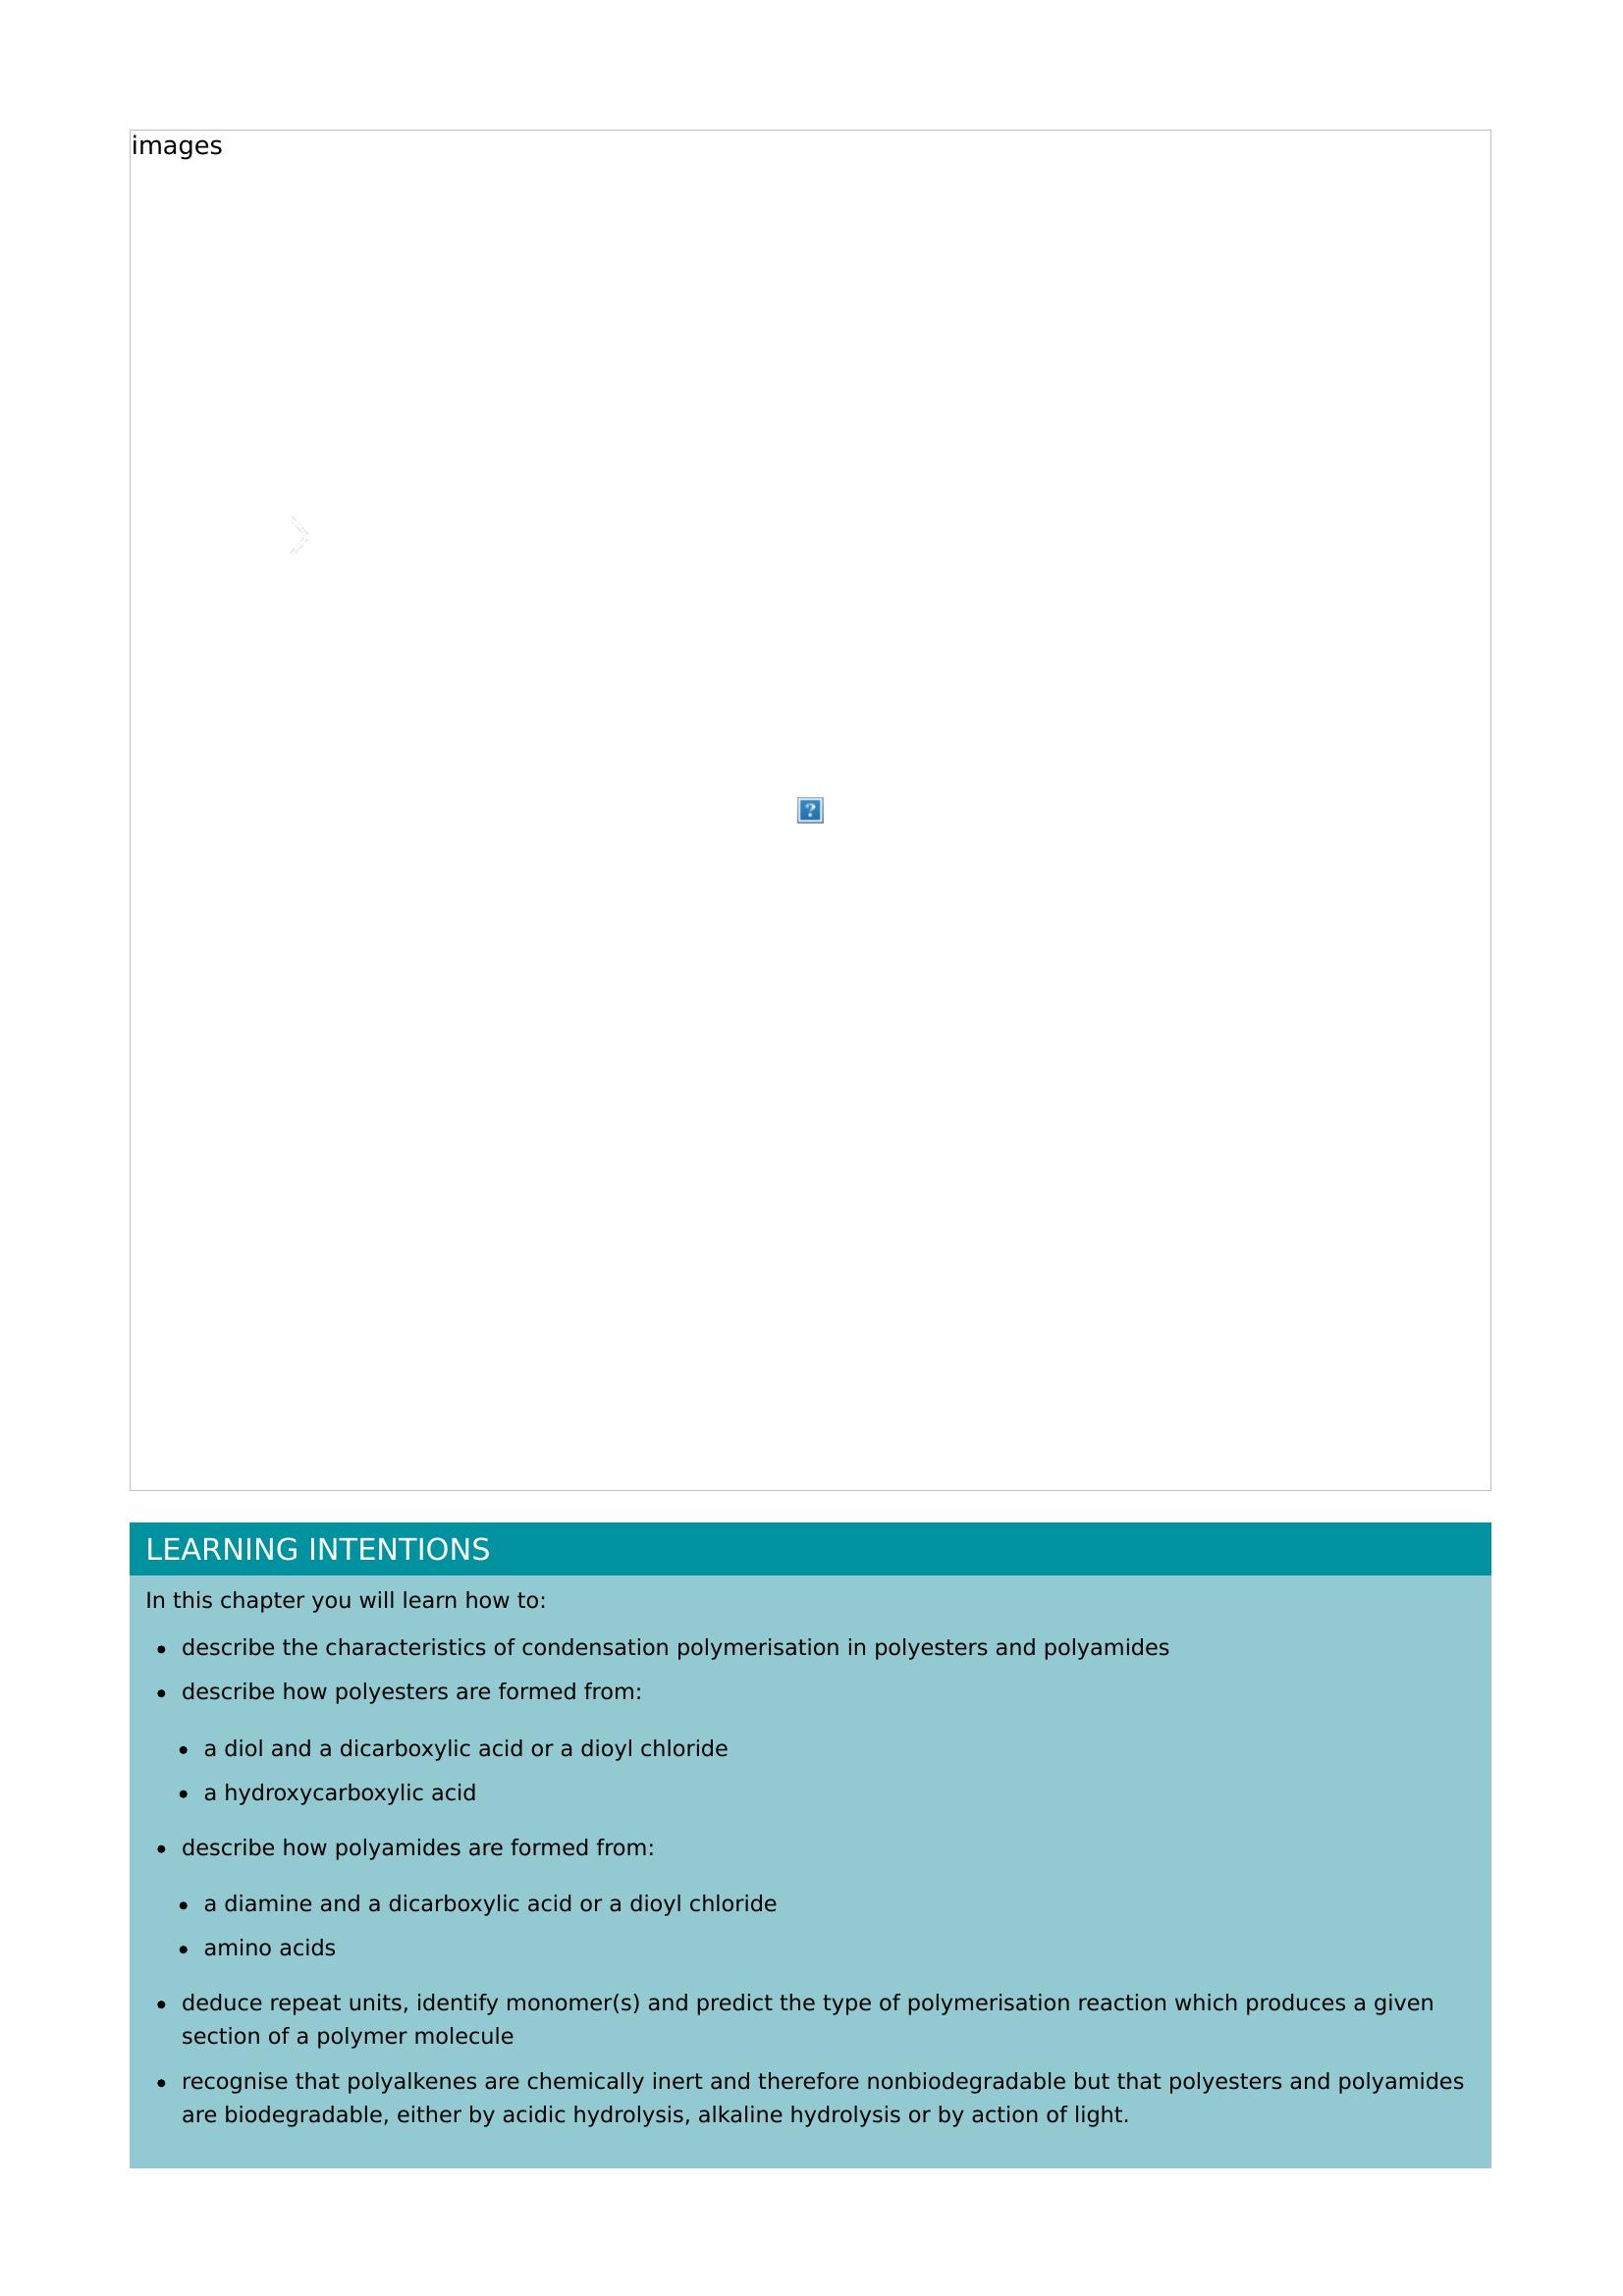 images
?
LEARNING INTENTIONS
In this chapter you will learn how to:
• describe the characteristics of condensation polymerisation in polyesters and polyamides
• describe how polyesters are formed from:
• a diol and a dicarboxylic acid or a dioyl chloride
• a hydroxycarboxylic acid
• describe how polyamides are formed from:
• a diamine and a dicarboxylic acid or a dioyl chloride
• amino acids
• deduce repeat units, identify monomer(s) and predict the type of polymerisation reaction which produces a given
section of a polymer molecule
• recognise that polyalkenes are chemically inert and therefore nonbiodegradable but that polyesters and polyamides
are biodegradable, either by acidic hydrolysis, alkaline hydrolysis or by action of light.